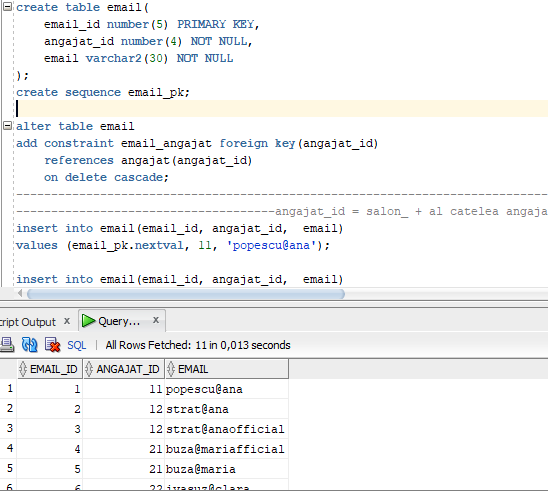 create table email(
email_id number(5) PRIMARY KEY,
angajat_id number(4) NOT NULL,
email varchar2(30) NOT NULL
);
create sequence email_pk;
alter table email
add constraint email_angajat foreign key(angajat_id)
references angajat(angajat_id)
on delete cascade;
--------------------------------------------------------------------------------
---------------------------------------angajat_id = salon_ + al catelea angaja
insert into email(email_id, angajat_id,  email)
values (email_pk.nextval, 11, 'popescu@ana');
insert into email(email_id, angajat_id,  email)
cript Output x Query... x
SQL | All Rows Fetched: 11 in 0,013 seconds
EMAIL_ID ANGAJAT_ID EMAIL
1 1 11 popescu@ana
2 2 12 strat@ana
3 3 12 strat@anaofficial
4 4 21 buza@mariafficial
5 5 21 buza@maria
6 6 22